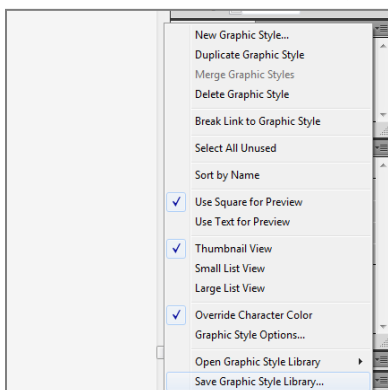 New Graphic Style...
Duplicate Graphic Style
Merge Graphic Styles
Delete Graphic Style
Break Link to Graphic Style
Select All Unused
Sort by Name
Use Square for Preview
Use Text for Preview
Thumbnail View
Small List View
Large List View
Override Character Color
Graphic Style Options...
Open Graphic Style Library
Save Graphic Style Library...